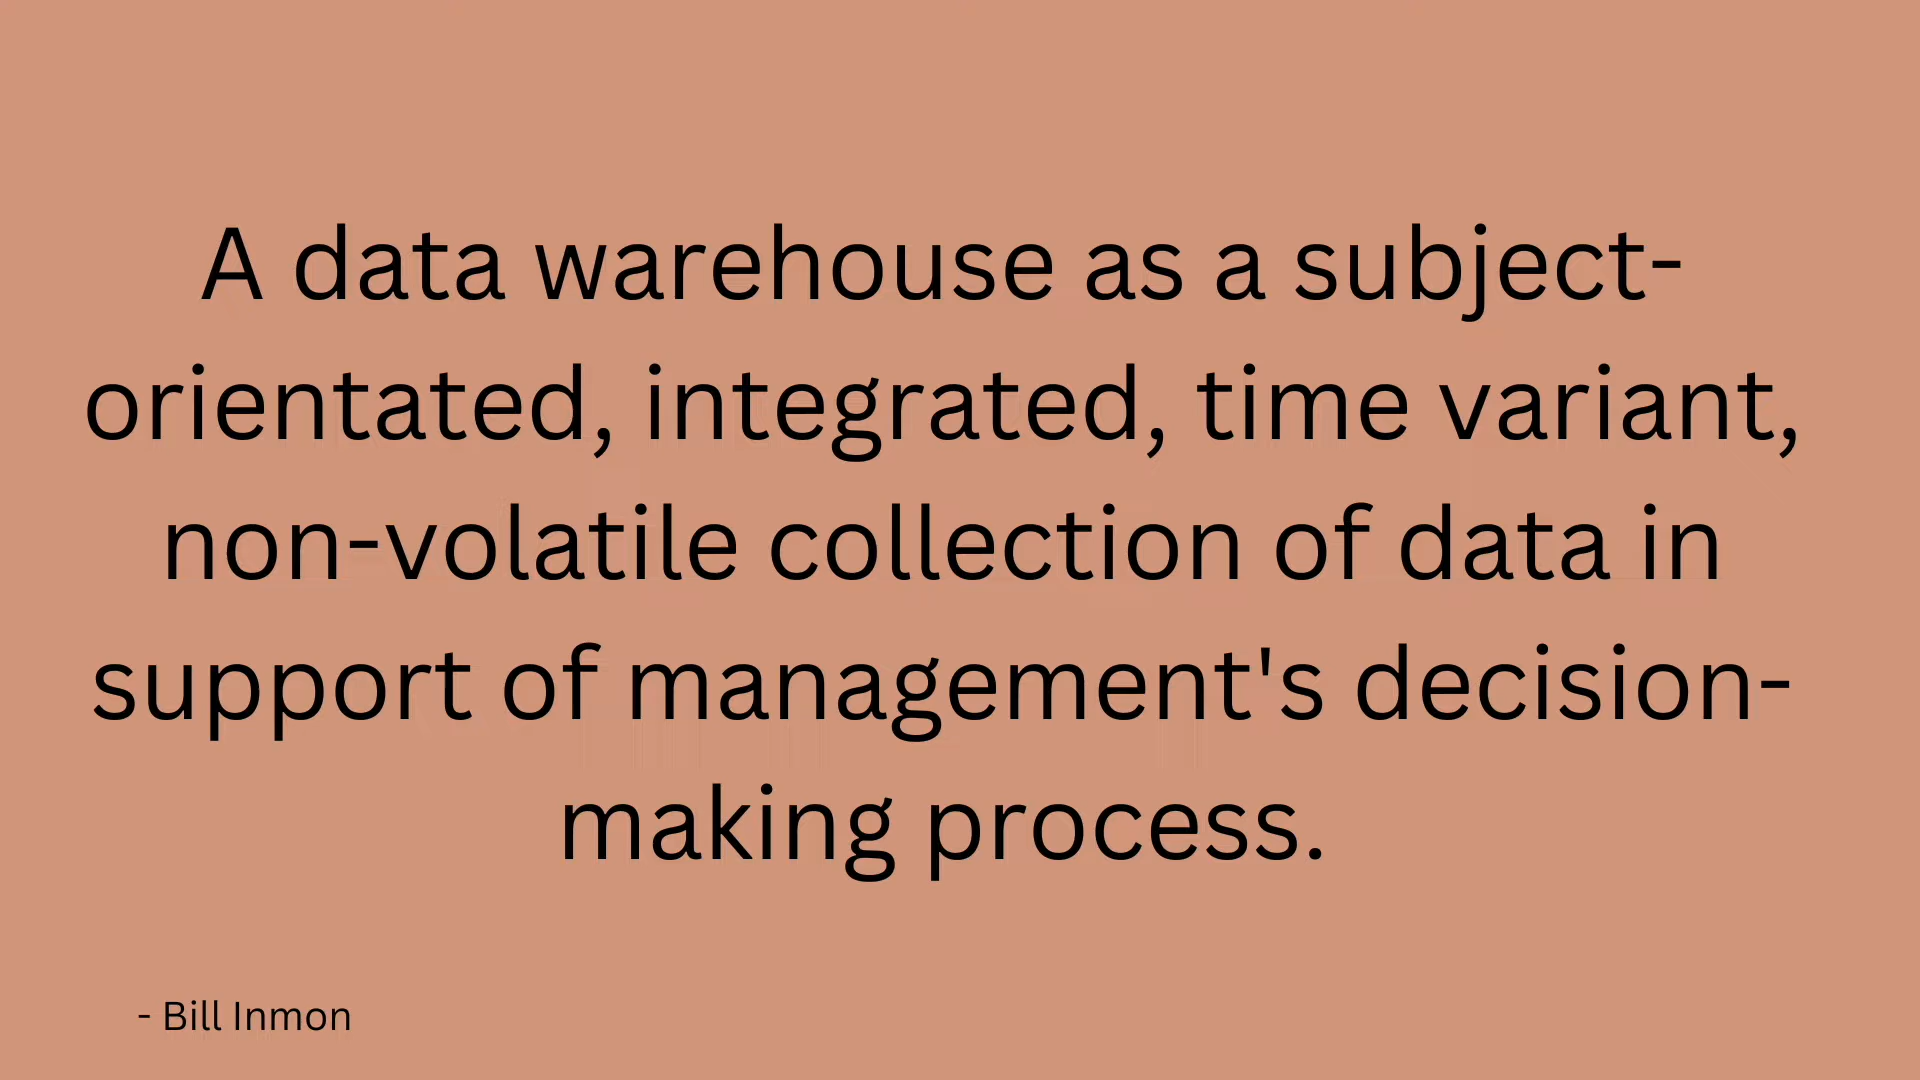 A data warehouse as a subject-
orientated, integrated, time variant,
non-volatile collection of data in
support of management's decision-
making process.
- Bill Inmon